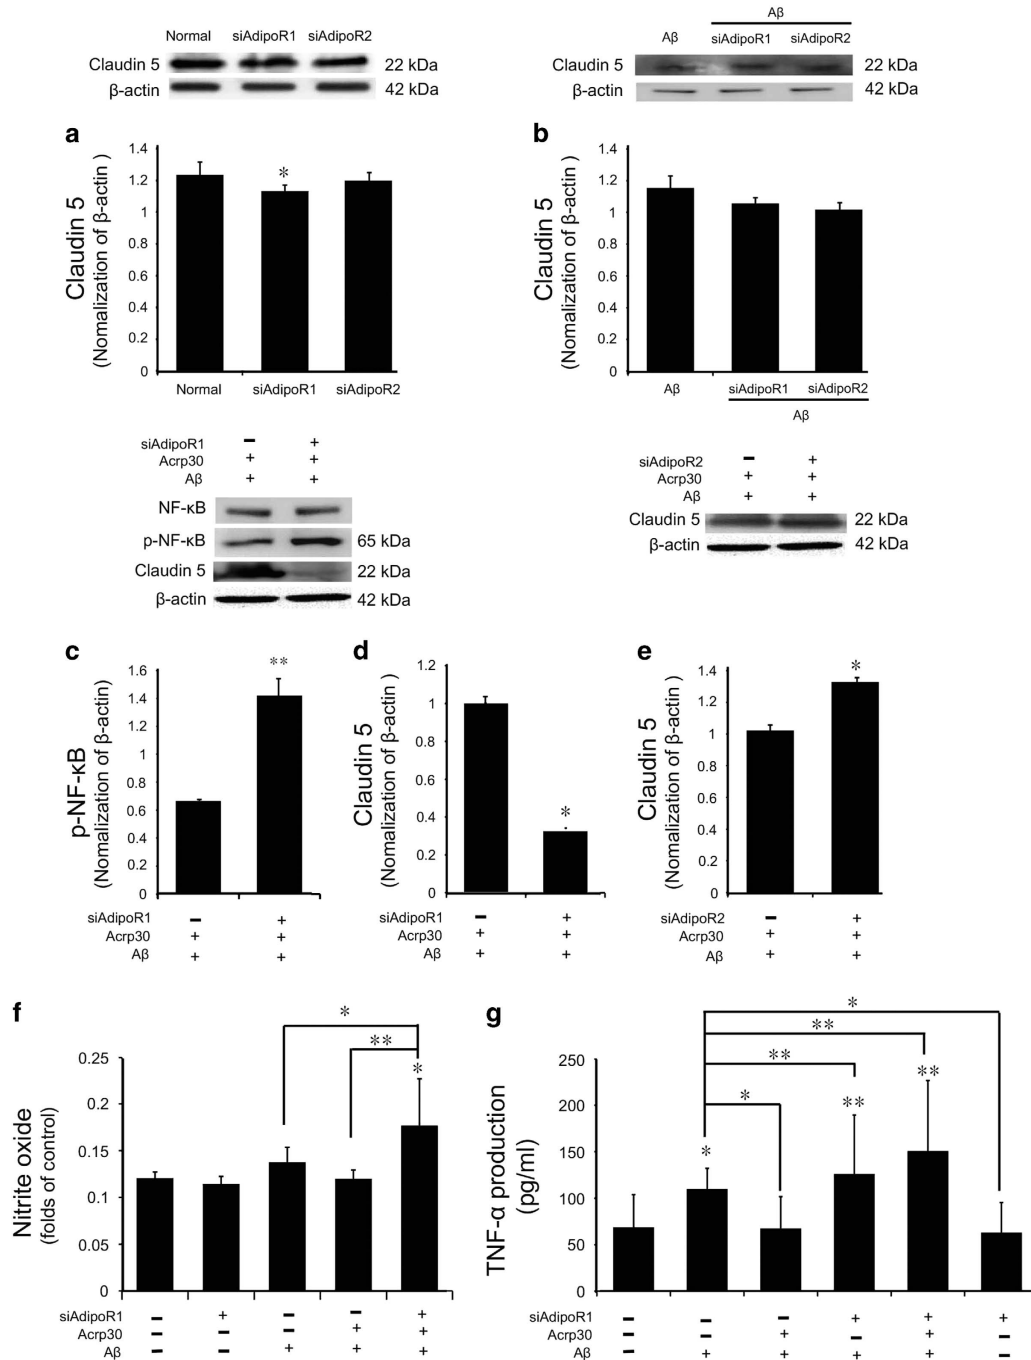 Normal siAdipoR1 siAdipoR2
Claudin 5 22 kDa
β-actin 42 kDa
Aβ
Aβ siAdipoR1 siAdipoR2
Claudin 5 22 kDa
β-actin 42 kDa
a
Claudin 5
(Nomalization of β-actin )
1.4
1.2
1
0.8
0.6
0.4
0.2
0
*
Normal siAdipoR1 siAdipoR2
b
Claudin 5
(Nomalization of β-actin )
1.4
1.2
1
0.8
0.6
0.4
0.2
0
Aβ siAdipoR1 siAdipoR2
Aβ
siAdipoR1 − +
Acrp30 + +
Aβ + +
NF-κB
p-NF-κB 65 kDa
Claudin 5 22 kDa
β-actin 42 kDa
siAdipoR2 − +
Acrp30 + +
Aβ + +
Claudin 5 22 kDa
β-actin 42 kDa
c
p-NF-κB
(Nomalization of β-actin)
1.6
1.4
1.2
1
0.8
0.6
0.4
0.2
0
**
siAdipoR1 − +
Acrp30 + +
Aβ + +
d
Claudin 5
(Nomalization of β-actin )
1.2
1.0
0.8
0.6
0.4
0.2
0
*
siAdipoR1 − +
Acrp30 + +
Aβ + +
e
Claudin 5
(Nomalization of β-actin )
1.4
1.2
1
0.8
0.6
0.4
0.2
0
*
siAdipoR2 − +
Acrp30 + +
Aβ + +
f
Nitrite oxide
(folds of control)
0.25
0.2
0.15
0.1
0.05
0
*
**
*
siAdipoR1 − + − − +
Acrp30 − − − + +
Aβ − − + + +
g
TNF-α production
(pg/ml)
250
200
150
100
50
0
*
**
**
*
*
**
**
siAdipoR1 − − − + + +
Acrp30 − − + − + −
Aβ − + + + + −